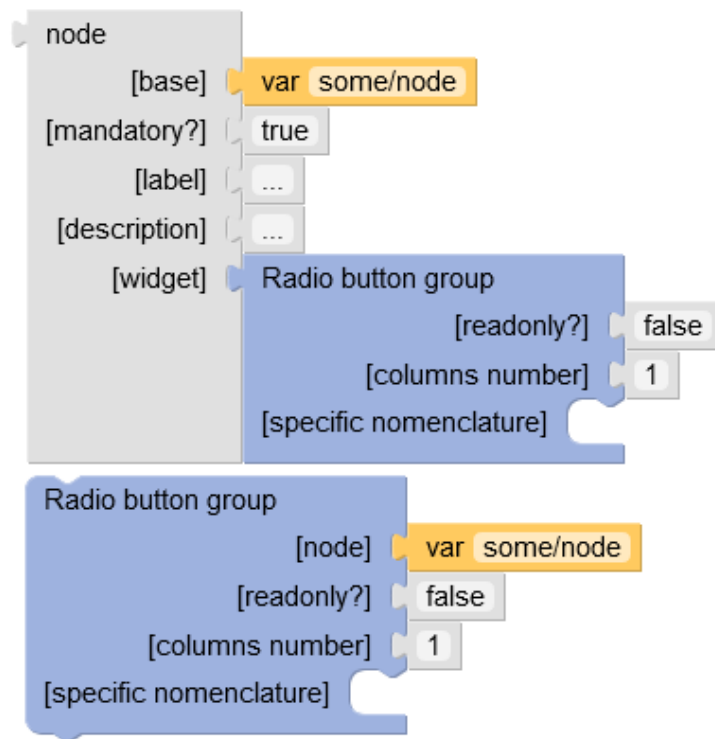 node
[base] var some/node
[mandatory?] true
[label] ...
[description] ...
[widget] Radio button group
[readonly?] false
[columns number] 1
[specific nomenclature]
Radio button group
[node] var some/node
[readonly?] false
[columns number] 1
[specific nomenclature]